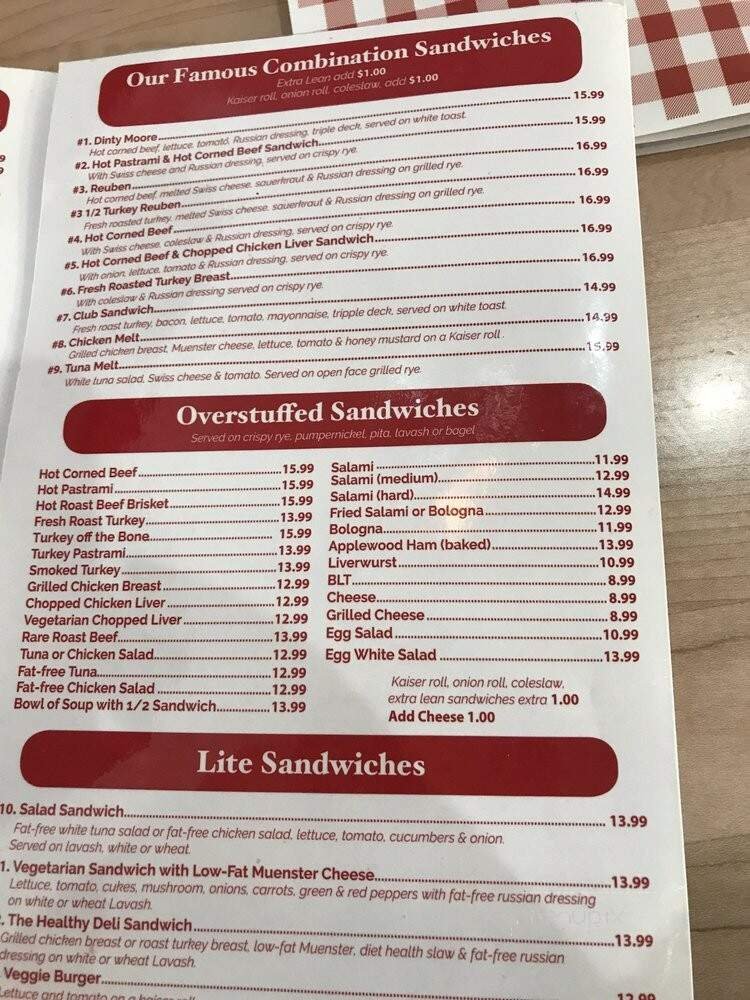 Our Famous Combination Sandwiches
Extra Lean add $1.00
Kaiser roll, onion roll, coleslaw, add $1.00
#1. Dinty Moore 15.99
Hot corned beef, lettuce, tomato, Russian dressing, triple deck, served on white toast.
#2. Hot Pastrami & Hot Corned Beef Sandwich 15.99
With Swiss cheese and Russian dressing, served on crispy rye.
#3. Reuben 16.99
Hot corned beef, melted Swiss cheese, sauerkraut & Russian dressing on grilled rye.
#3 1/2 Turkey Reuben 16.99
Fresh roasted turkey, melted Swiss cheese, sauerkraut & Russian dressing on grilled rye.
#4. Hot Corned Beef 16.99
With Swiss cheese, coleslaw & Russian dressing, served on crispy rye.
#5. Hot Corned Beef & Chopped Chicken Liver Sandwich 16.99
With onion, lettuce, tomato & Russian dressing, served on crispy rye.
#6. Fresh Roasted Turkey Breast 16.99
With coleslaw & Russian dressing served on crispy rye.
#7. Club Sandwich 14.99
Fresh roast turkey, bacon, lettuce, tomato, mayonnaise, tripple deck, served on white toast.
#8. Chicken Melt 14.99
Grilled chicken breast, Muenster cheese, lettuce, tomato & honey mustard on a Kaiser roll.
#9. Tuna Melt 15.99
White tuna salad, Swiss cheese & tomato. Served on open face grilled rye.
Overstuffed Sandwiches
Served on crispy rye, pumpernickel, pita, lavash or bagel
Hot Corned Beef 15.99
Hot Pastrami 15.99
Hot Roast Beef Brisket 15.99
Fresh Roast Turkey 13.99
Turkey off the Bone 15.99
Turkey Pastrami 13.99
Smoked Turkey 13.99
Grilled Chicken Breast 12.99
Chopped Chicken Liver 12.99
Vegetarian Chopped Liver 12.99
Rare Roast Beef 13.99
Tuna or Chicken Salad 12.99
Fat-free Tuna 12.99
Fat-free Chicken Salad 12.99
Bowl of Soup with 1/2 Sandwich 13.99
Salami 11.99
Salami (medium) 12.99
Salami (hard) 14.99
Fried Salami or Bologna 12.99
Bologna 11.99
Applewood Ham (baked) 13.99
Liverwurst 10.99
BLT 8.99
Cheese 8.99
Grilled Cheese 8.99
Egg Salad 10.99
Egg White Salad 13.99
Kaiser roll, onion roll, coleslaw,
extra lean sandwiches extra 1.00
Add Cheese 1.00
Lite Sandwiches
10. Salad Sandwich 13.99
Fat-free white tuna salad or fat-free chicken salad, lettuce, tomato, cucumbers & onion.
Served on lavash, white or wheat.
1. Vegetarian Sandwich with Low-Fat Muenster Cheese 13.99
Lettuce, tomato, cukes, mushroom, onions, carrots, green & red peppers with fat-free russian dressing
on white or wheat Lavash.
. The Healthy Deli Sandwich 13.99
Grilled chicken breast or roast turkey breast, low-fat Muenster, diet health slaw & fat-free russian
dressing on white or wheat Lavash.
Veggie Burger 12.99
Lettuce and tomato on a kaiser roll